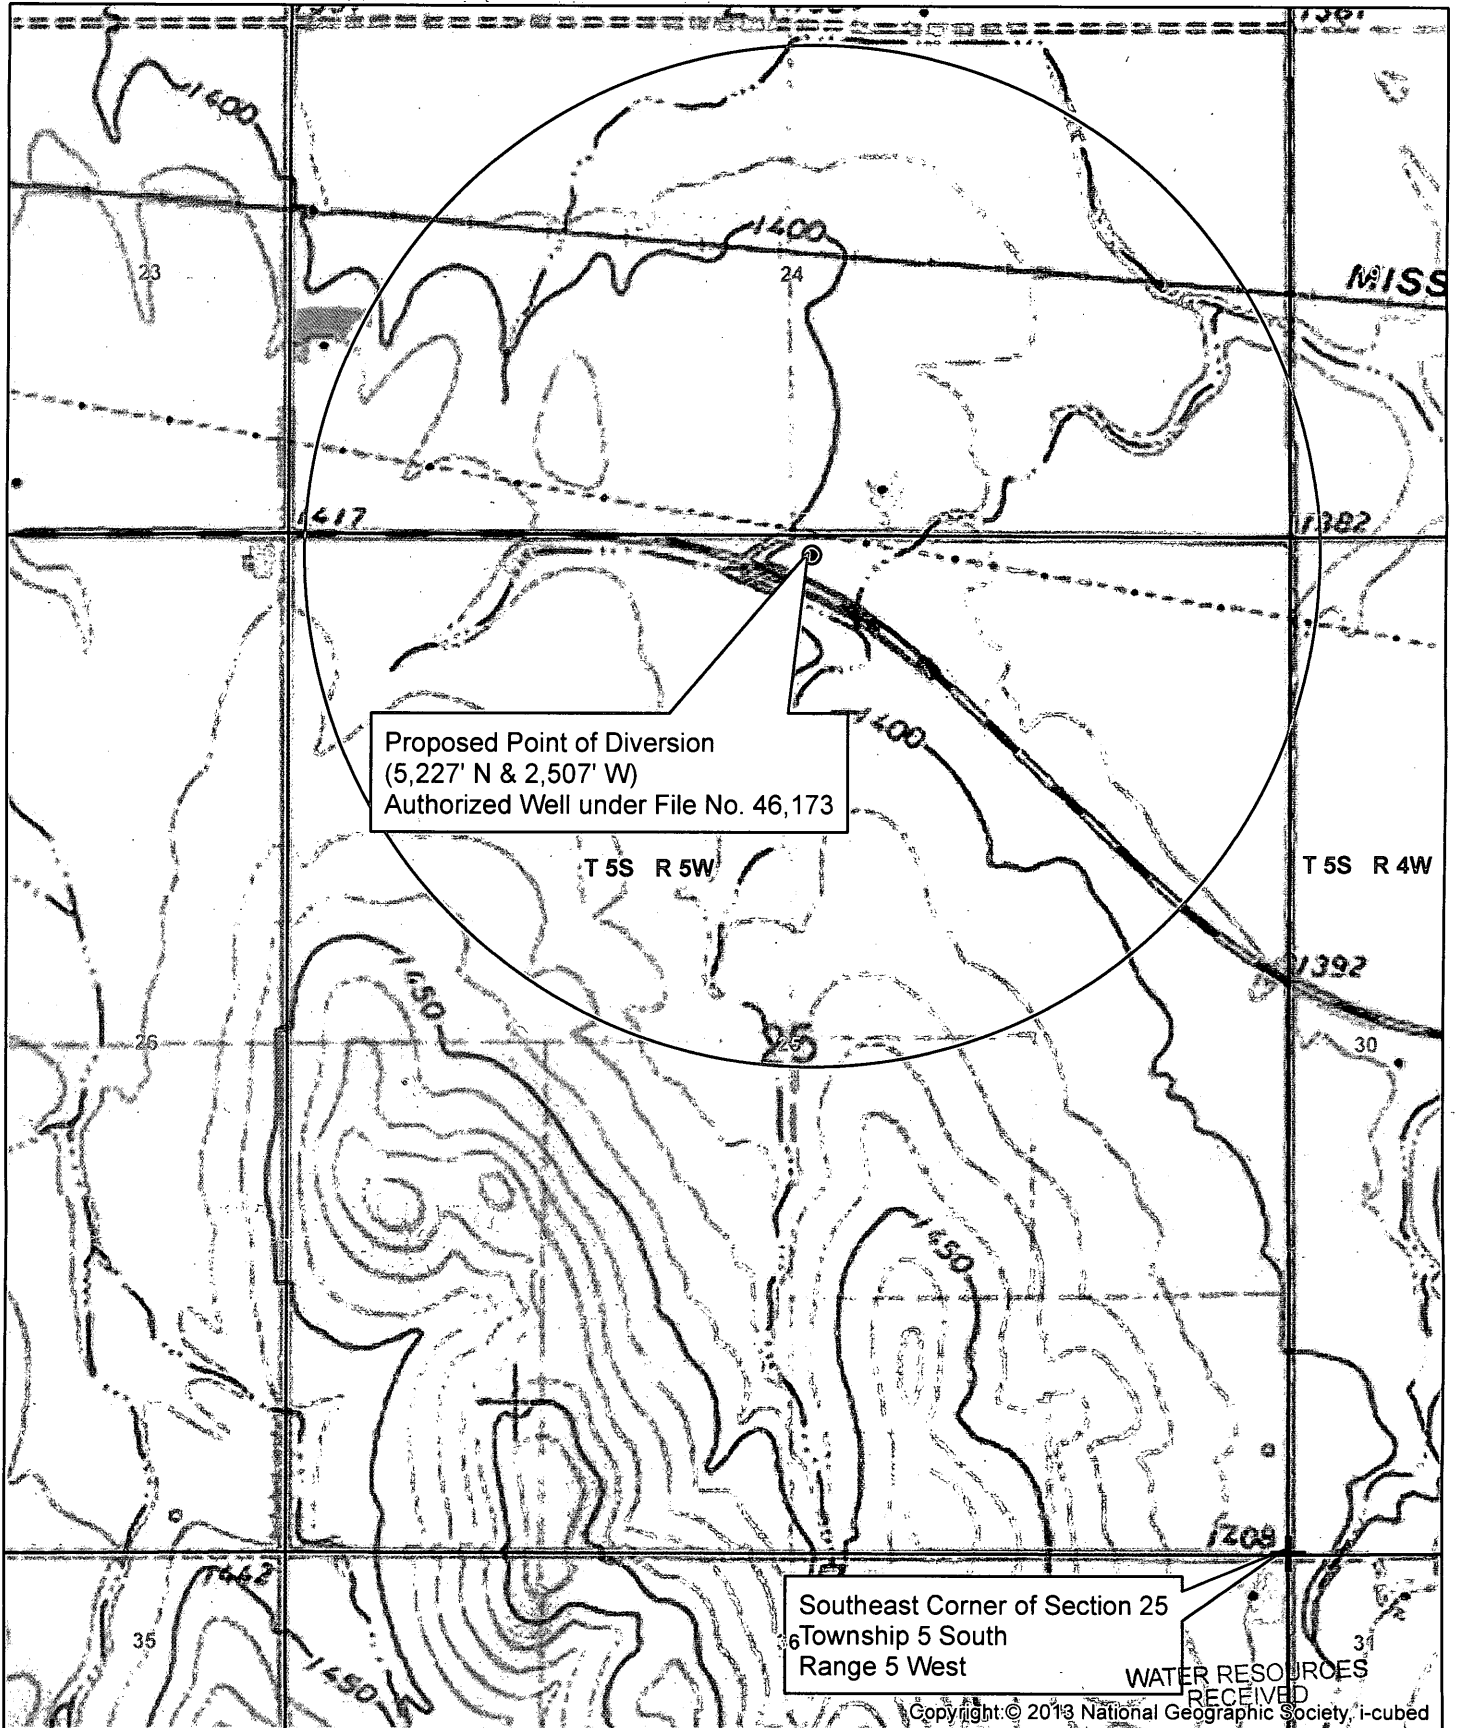 1400
23
1400
24
MISS
1417
1382
Proposed Point of Diversion
(5,227' N & 2,507' W)
Authorized Well under File No. 46,173
1400
T 5S R 5W
T 5S R 4W
1450
1392
26
25
25
30
1450
1408
1442
Southeast Corner of Section 25
Township 5 South
Range 5 West
35
36
31
1450
WATER RESOURCES
RECEIVED
Copyright:© 2013 National Geographic Society, i-cubed